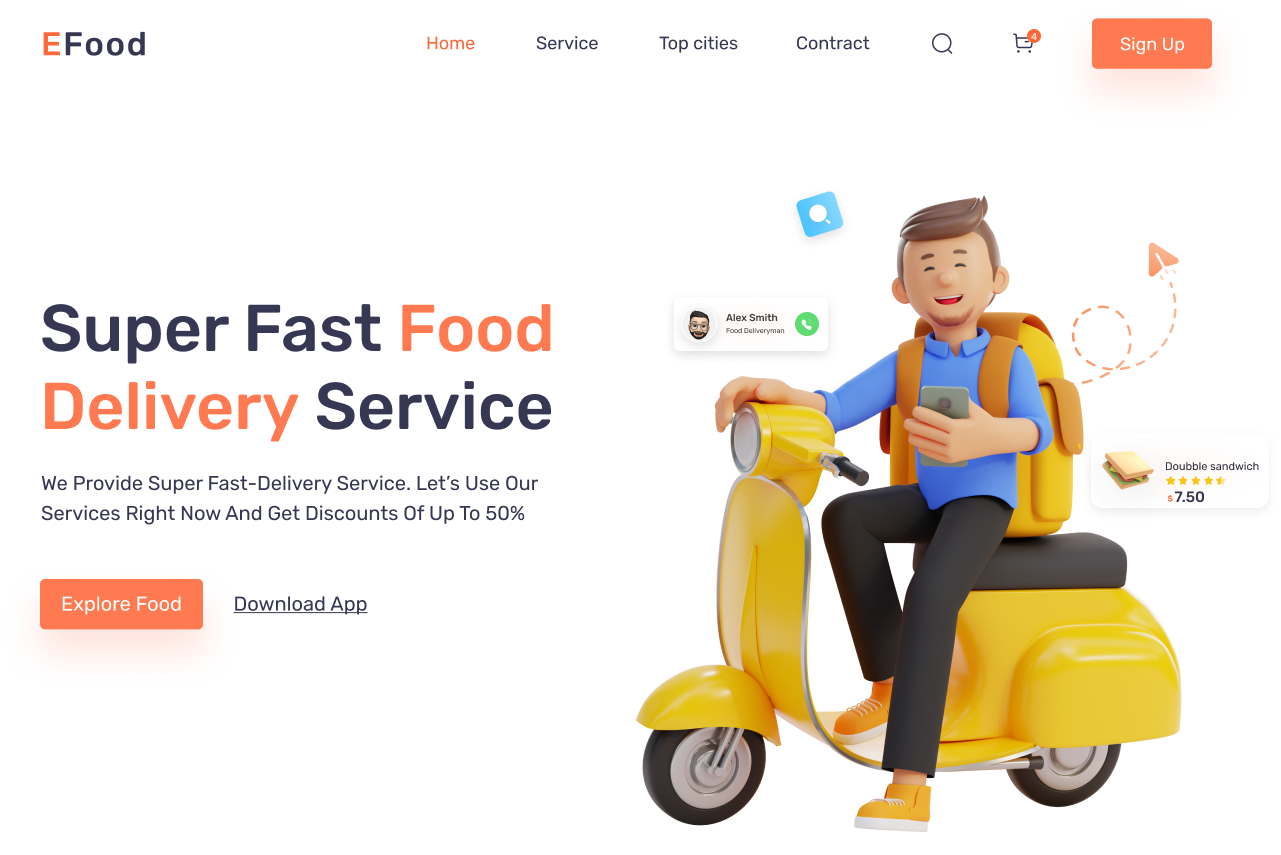 EFood
Home
Service
Top cities
Contract
4
Sign Up
Alex Smith
Food Deliveryman
Super Fast Food
Delivery Service
We Provide Super Fast-Delivery Service. Let’s Use Our
Services Right Now And Get Discounts Of Up To 50%
Doubble sandwich
$ 7.50
Explore Food
Download App